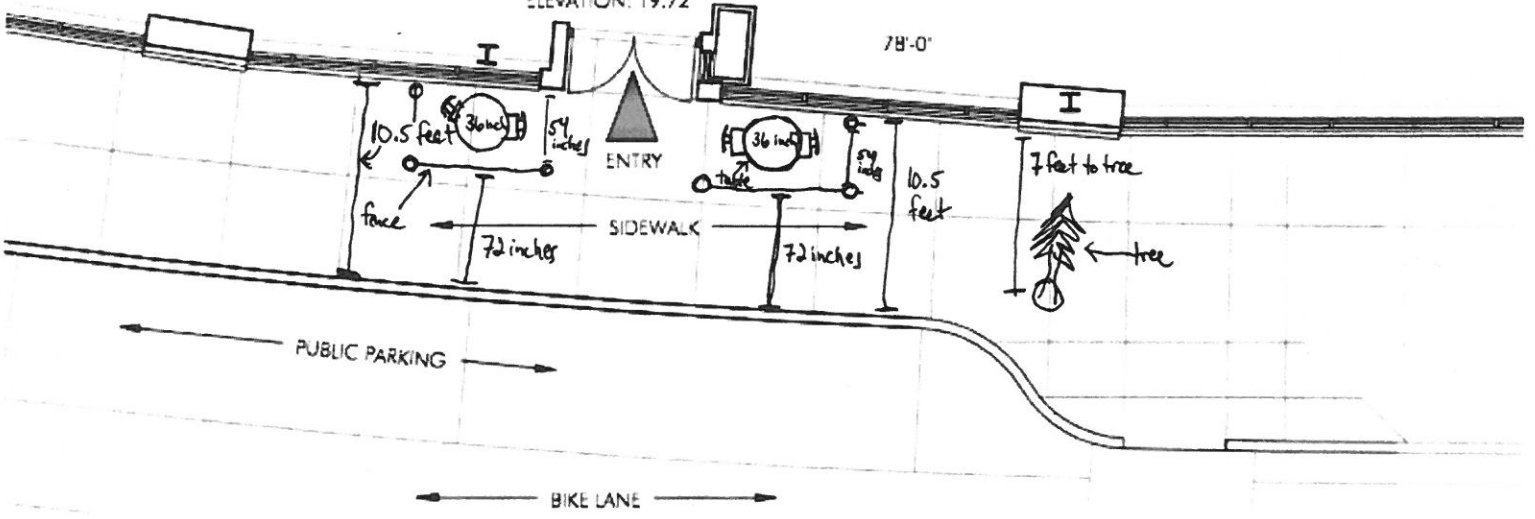 ELEVATION: 19.72
78'-0"
I
I
10.5 feet
36 inch
54
inches
ENTRY
36 inch
table
54
inches
10.5
feet
7 feet to tree
fence
SIDEWALK
72 inches
72 inches
tree
PUBLIC PARKING
BIKE LANE